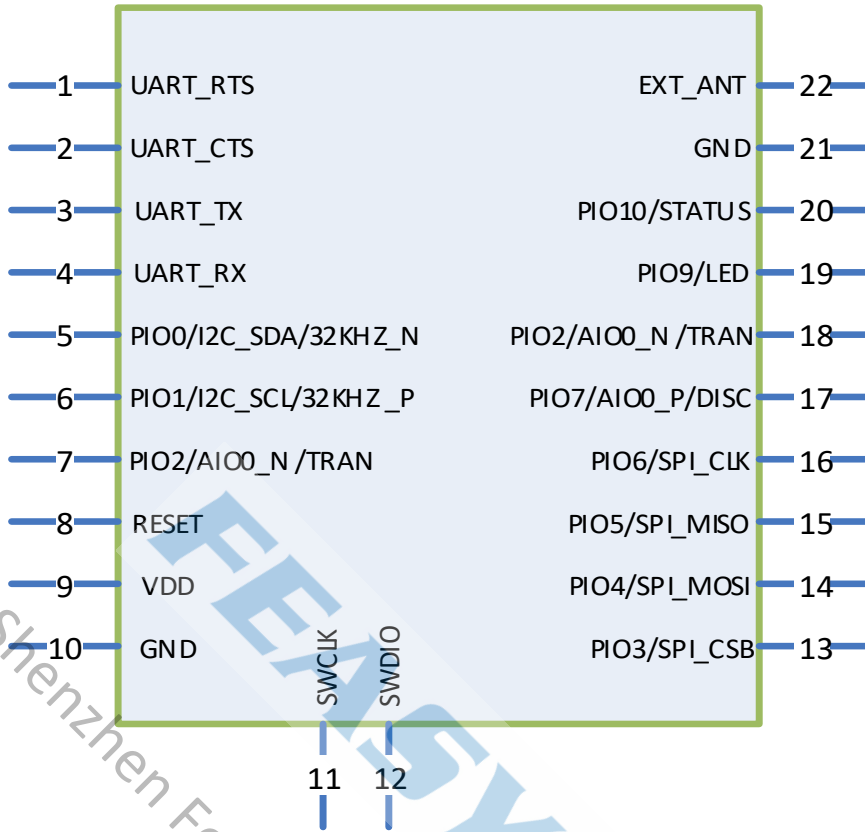 1 UART_RTS
2 UART_CTS
3 UART_TX
4 UART_RX
5 PIO0/I2C_SDA/32KHZ_N
6 PIO1/I2C_SCL/32KHZ_P
7 PIO2/AIO0_N/TRAN
8 RESET
9 VDD
10 GND
SWCLK
11
SWDIO
12
EXT_ANT 22
GND 21
PIO10/STATUS 20
PIO9/LED 19
PIO2/AIO0_N/TRAN 18
PIO7/AIO0_P/DISC 17
PIO6/SPI_CLK 16
PIO5/SPI_MISO 15
PIO4/SPI_MOSI 14
PIO3/SPI_CSB 13
FEASY
Shenzhen